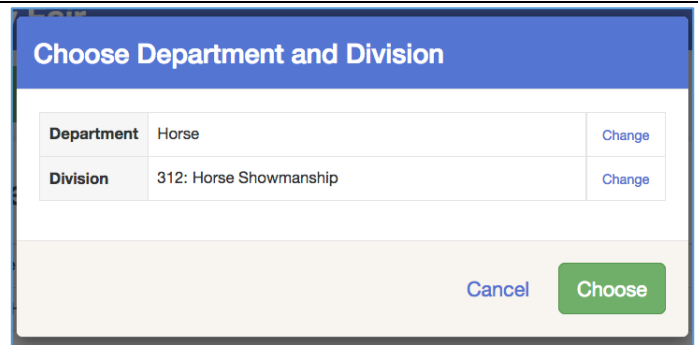 Choose Department and Division
Department Horse Change
Division 312: Horse Showmanship Change
Cancel Choose